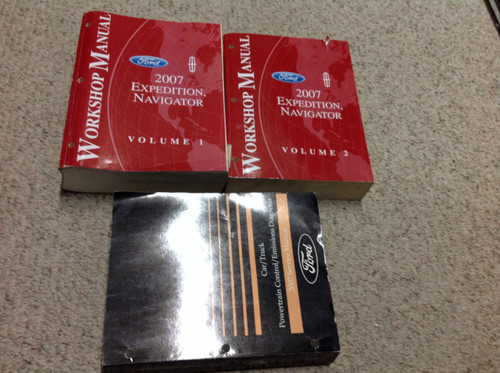 WORKSHOP MANUAL
Ford
2007
EXPEDITION,
NAVIGATOR
VOLUME 1
WORKSHOP MANUAL
Ford
2007
EXPEDITION,
NAVIGATOR
VOLUME 2
Car/Truck
Powertrain Control/Emissions Diagnosis
Ford